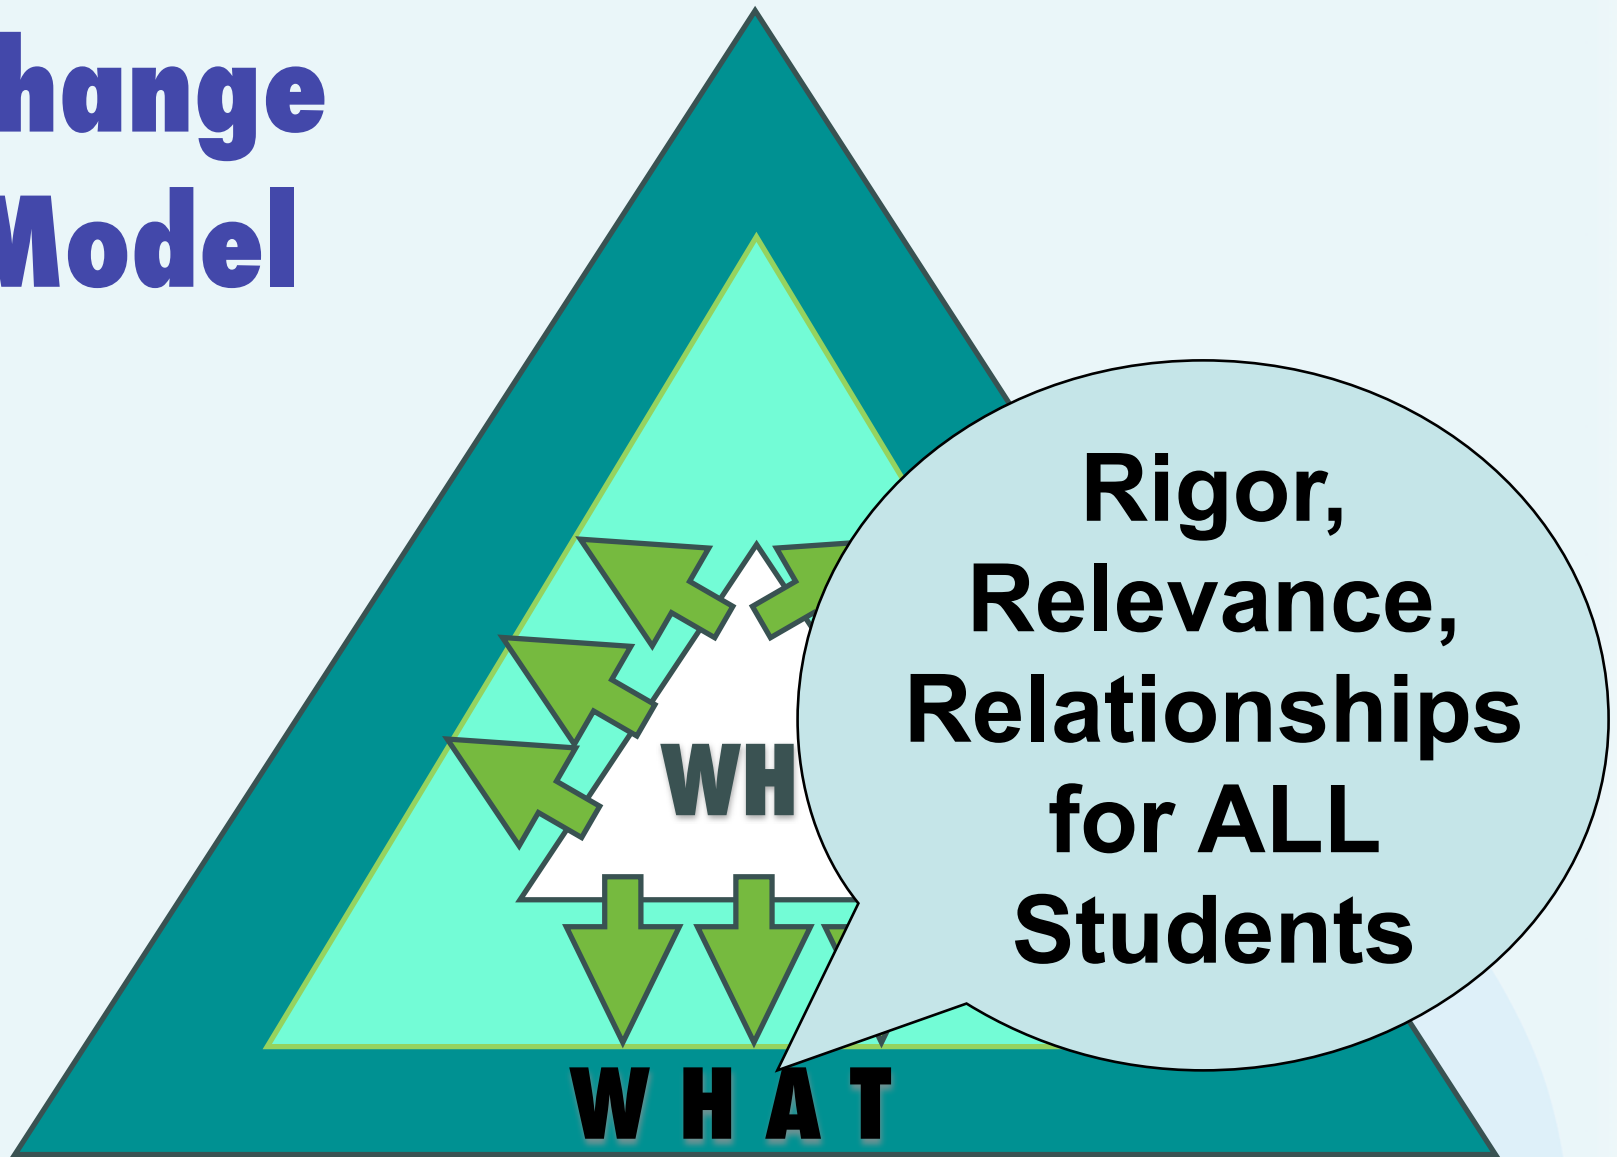 hange
Model
Rigor,
Relevance,
Relationships
for ALL
Students
WH
WHAT